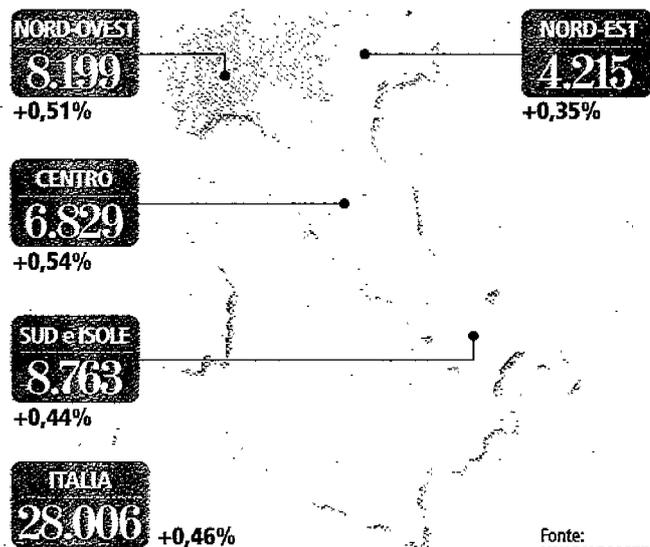 NORD-OVEST
8.199
+0,51%
NORD-EST
4.215
+0,35%
CENTRO
6.829
+0,54%
SUD e ISOLE
8.763
+0,44%
ITALIA
28.006
+0,46%
Fonte: